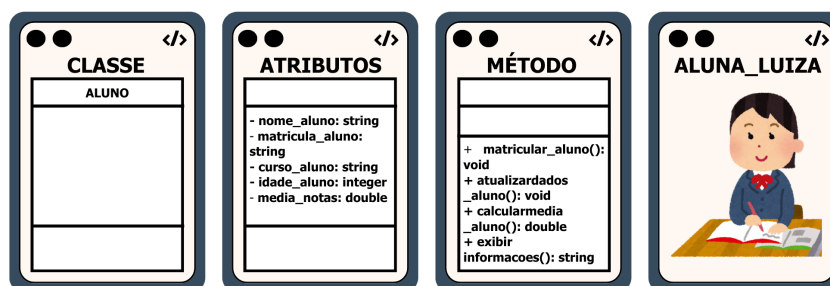 </>
CLASSE
ALUNO
</>
ATRIBUTOS
- nome_aluno: string
- matricula_aluno:
string
- curso_aluno: string
- idade_aluno: integer
- media_notas: double
</>
MÉTODO
+ matricular_aluno():
void
+ atualizardados
_aluno(): void
+ calcularmedia
_aluno(): double
+ exibir
informacoes(): string
</>
ALUNA_LUIZA